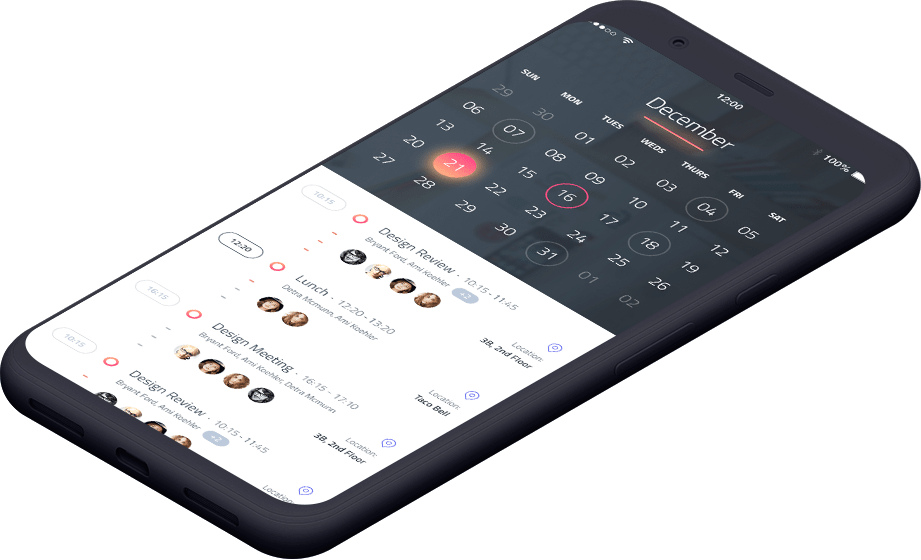 12:00
100%
December
SUN MON TUES WEDS THURS FRI SAT
29 30 01 02 03 04 05
06 07 08 09 10 11 12
13 14 15 16 17 18 19
20 21 22 23 24 25 26
27 28 29 30 31 01 02
10:15
Design Review · 10:15 - 11:45
Bryant Ford, Ami Koehler
+2
Location:
3B, 2nd Floor
12:20
Lunch · 12:20 - 13:20
Detra Mcmunn, Ami Koehler
Location:
Taco Bell
16:15
Design Meeting · 16:15 - 17:10
Bryant Ford, Ami Koehler, Detra Mcmunn
Location:
3B, 2nd Floor
10:15
Design Review · 10:15 - 11:45
Bryant Ford, Ami Koehler
+2
Location: